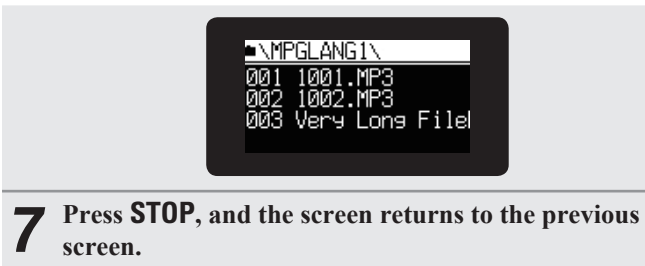 \MPGLANG1\
001 1001.MP3
002 1002.MP3
003 Very Long File
7 Press STOP, and the screen returns to the previous
screen.